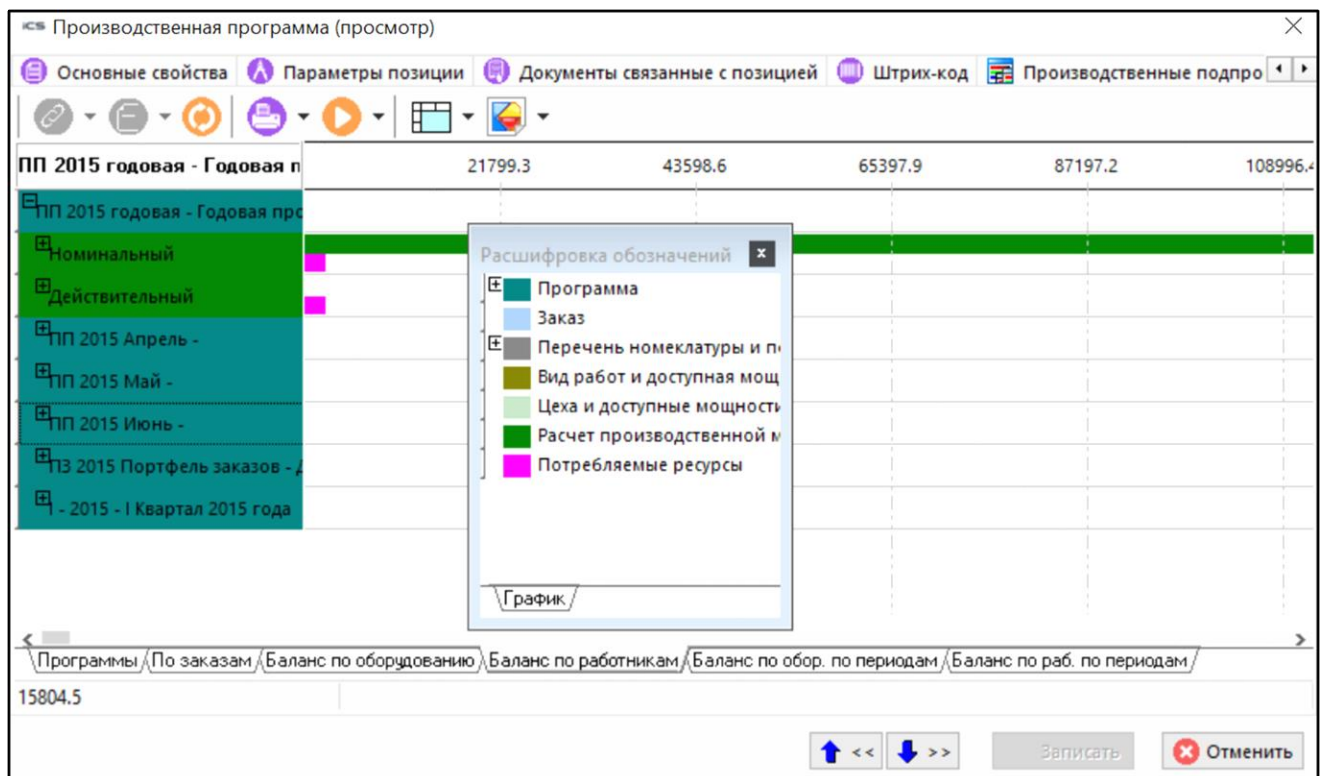 iCS Производственная программа (просмотр)
Основные свойства Параметры позиции Документы связанные с позицией Штрих-код Производственные подпро
ПП 2015 годовая - Годовая п 21799.3 43598.6 65397.9 87197.2 108996.4
ПП 2015 годовая - Годовая про
Номинальный
Действительный
ПП 2015 Апрель -
ПП 2015 Май -
ПП 2015 Июнь -
ПЗ 2015 Портфель заказов - Д
I - 2015 - I Квартал 2015 года
Расшифровка обозначений
Программа
Заказ
Перечень номеклатуры и п
Вид работ и доступная мощ
Цеха и доступные мощности
Расчет производственной м
Потребляемые ресурсы
График
Программы По заказам Баланс по оборудованию Баланс по работникам Баланс по обор. по периодам Баланс по раб. по периодам
15804.5
<< >> Записать Отменить